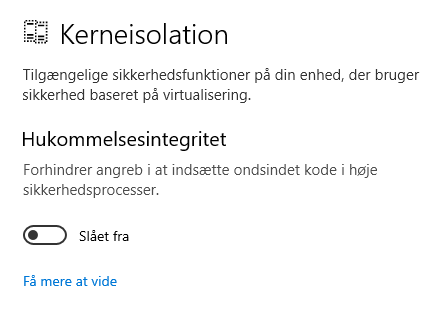 Kerneisolation
Tilgængelige sikkerhedsfunktioner på din enhed, der bruger
sikkerhed baseret på virtualisering.
Hukommelsesintegritet
Forhindrer angreb i at indsætte ondsindet kode i høje
sikkerhedsprocesser.
Slået fra
Få mere at vide